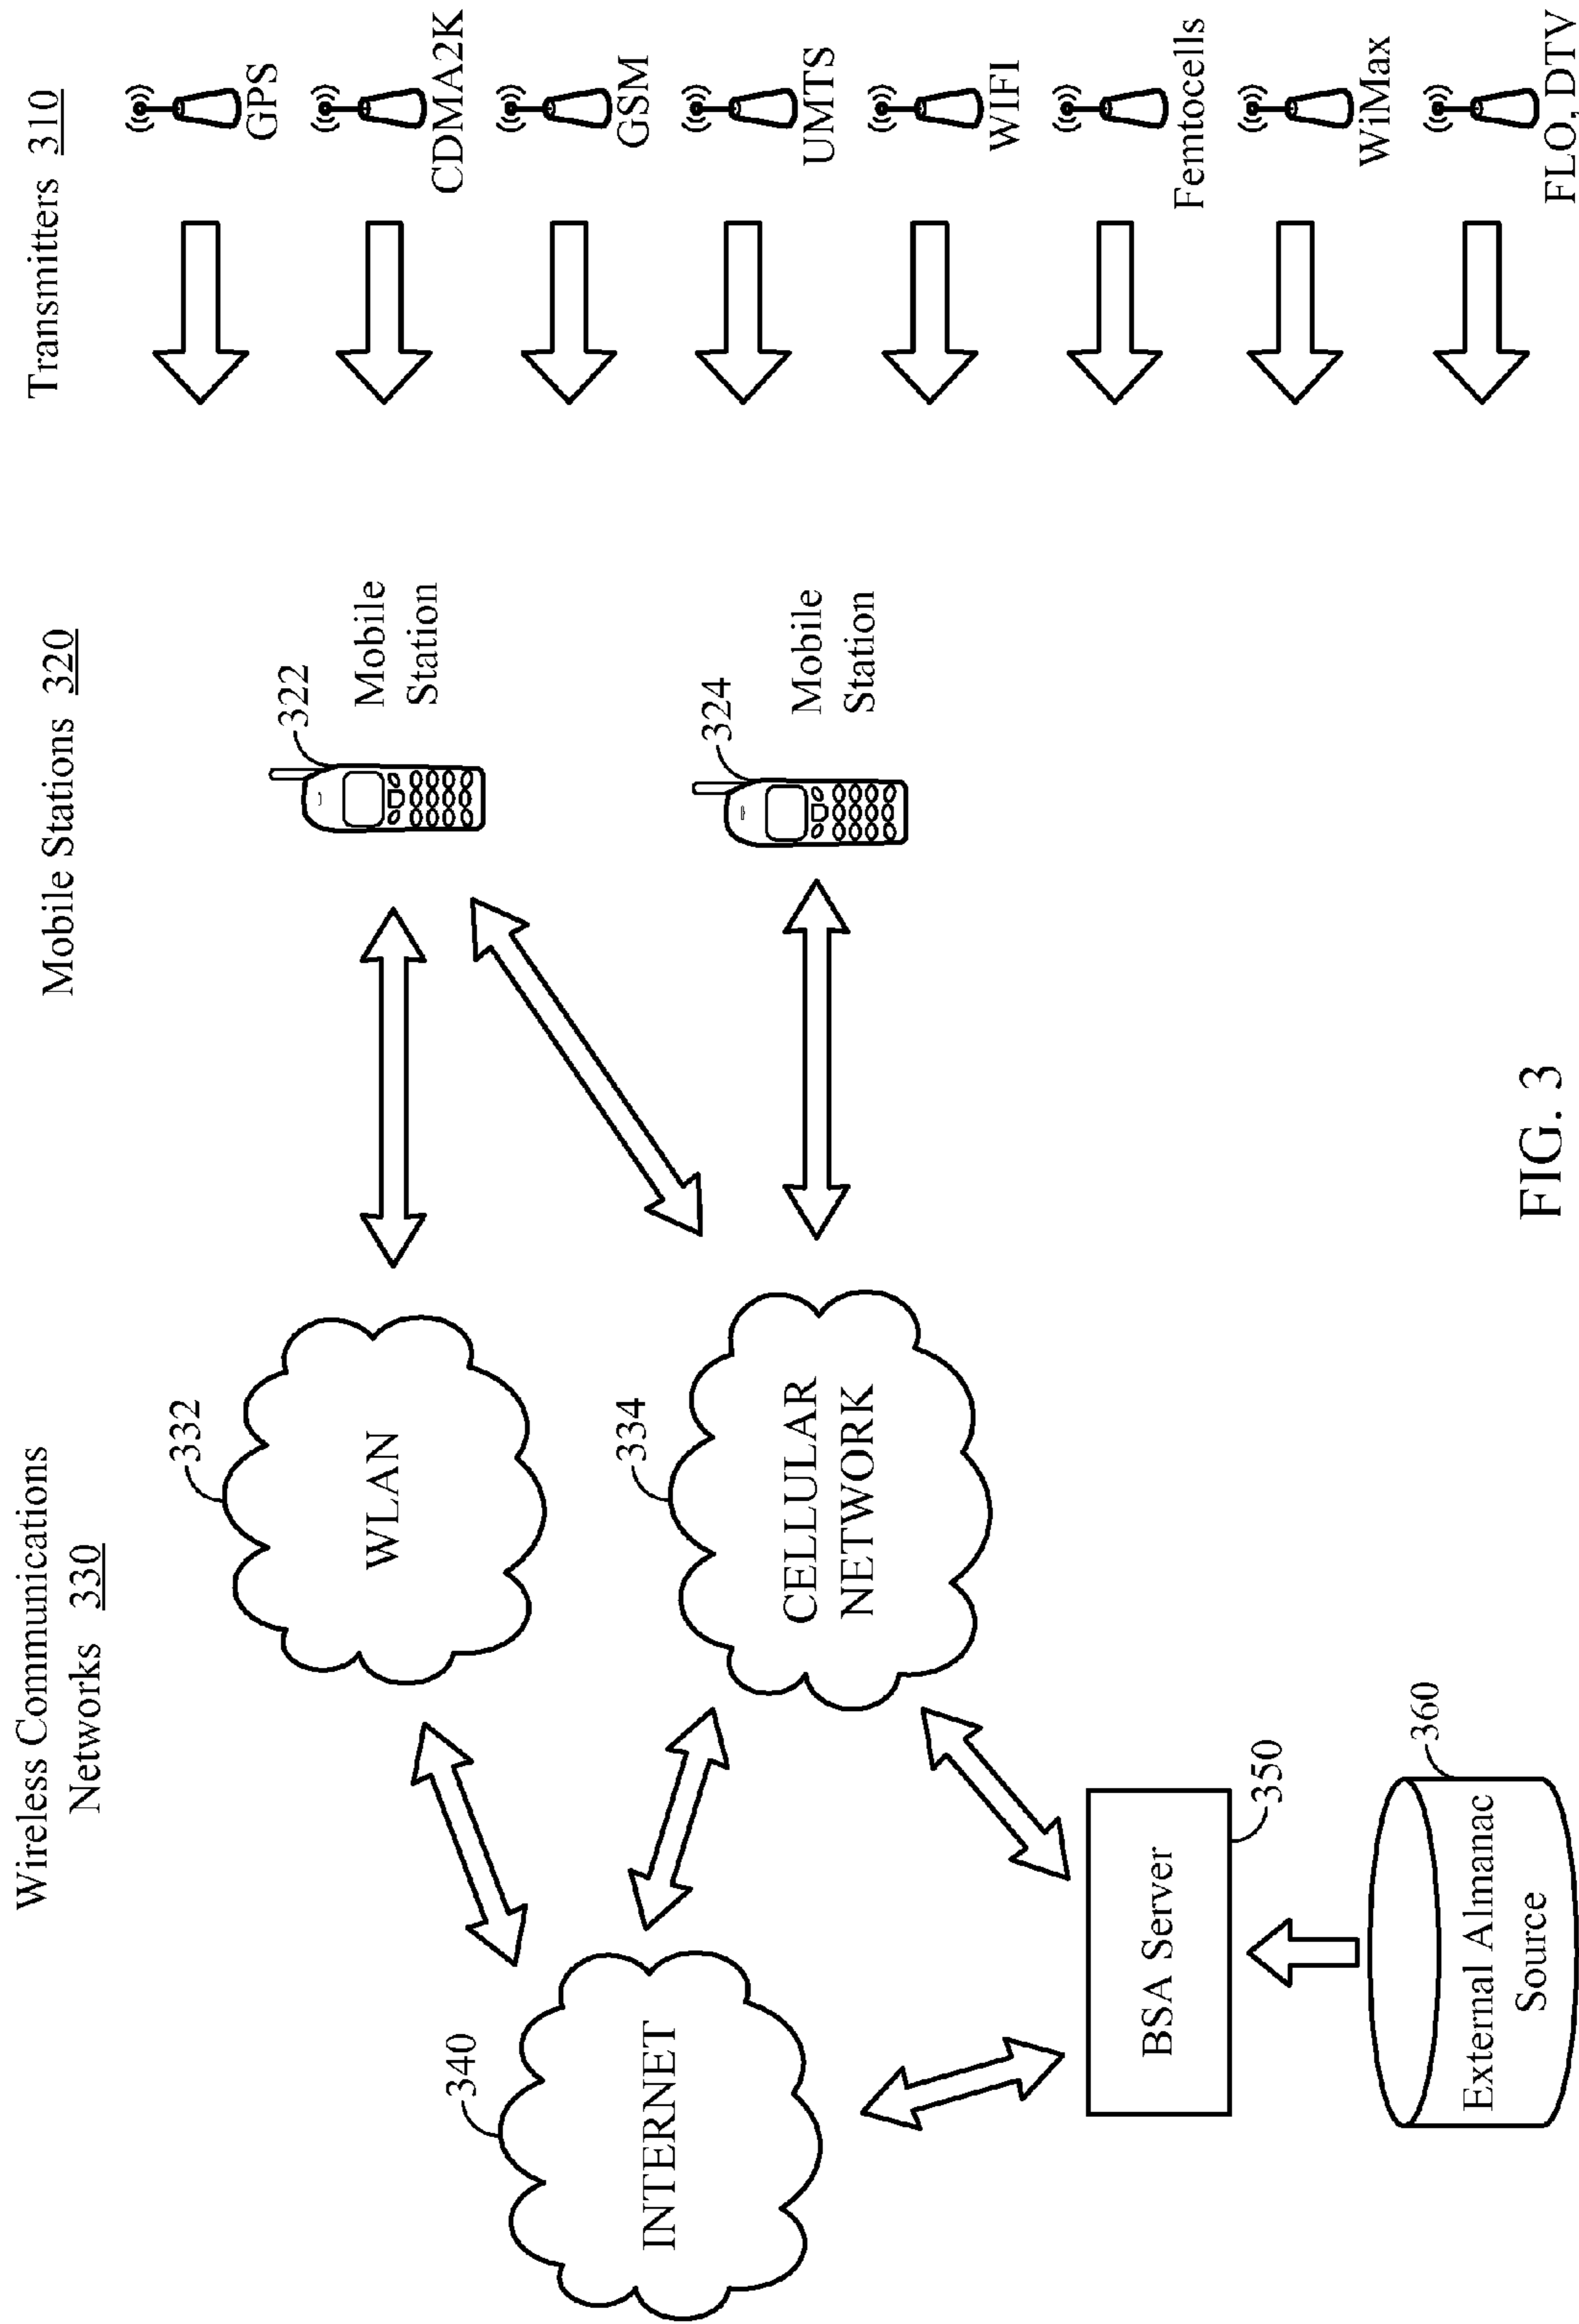 Wireless Communications
Networks 330
Mobile Stations 320
Transmitters 310
332
WLAN
334
CELLULAR
NETWORK
340
INTERNET
BSA Server
350
External Almanac
Source
360
322
Mobile
Station
324
Mobile
Station
GPS
CDMA2K
GSM
UMTS
WIFI
Femtocells
WiMax
FLO, DTV
FIG. 3